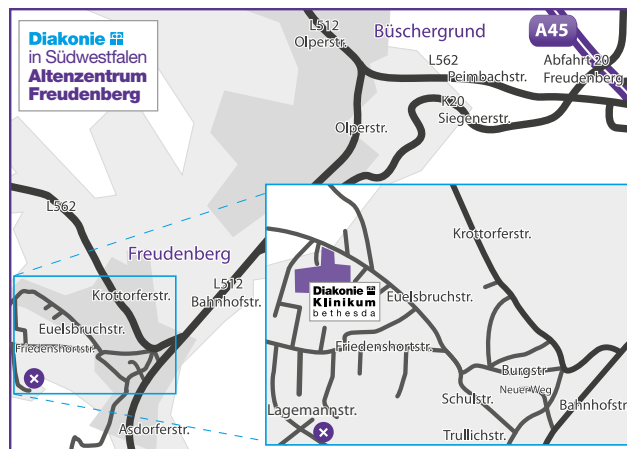 Diakonie
in Südwestfalen
Altenzentrum
Freudenberg
L512
Olperstr.
Büschergrund
A45
L562
Peimbachstr.
Abfahrt 20
Freudenberg
K20
Siegenerstr.
Olperstr.
L562
Freudenberg
L512
Bahnhofstr.
Krottorferstr.
Euelsbruchstr.
Friedenshortstr.
Asdorferstr.
Krottorferstr.
Diakonie
Klinikum
bethesda
Euelsbruchstr.
Friedenshortstr.
Burgstr
Neuer Weg
Schulstr.
Bahnhofstr
Lagemannstr.
Trullichstr.